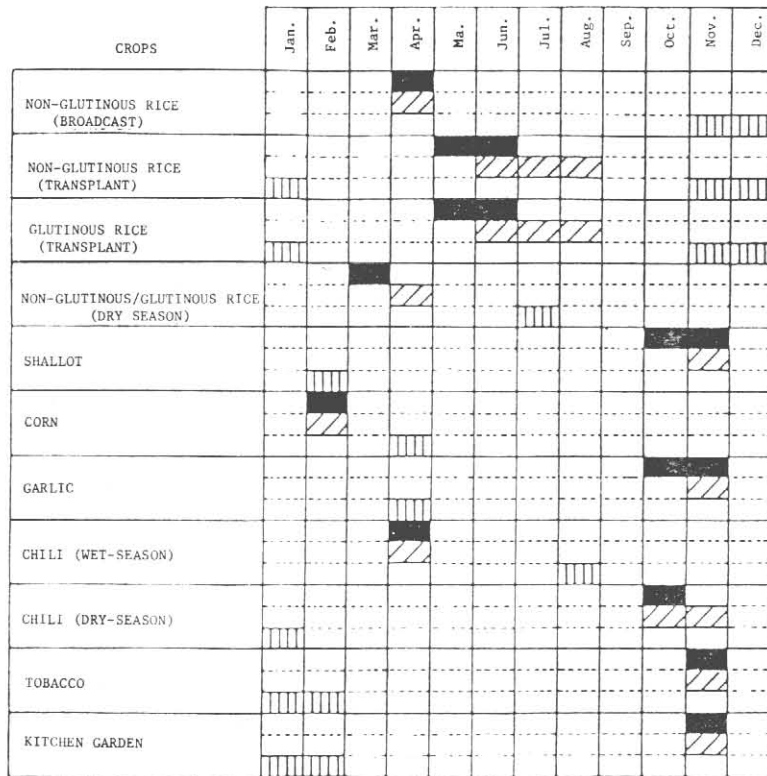 CROPS
Jan.
Feb.
Mar.
Apr.
Ma.
Jun.
Jul.
Aug.
Sep.
Oct.
Nov.
Dec.
NON-GLUTINOUS RICE
(BROADCAST)
NON-GLUTINOUS RICE
(TRANSPLANT)
GLUTINOUS RICE
(TRANSPLANT)
NON-GLUTINOUS/GLUTINOUS RICE
(DRY SEASON)
SHALLOT
CORN
GARLIC
CHILI (WET-SEASON)
CHILI (DRY-SEASON)
TOBACCO
KITCHEN GARDEN